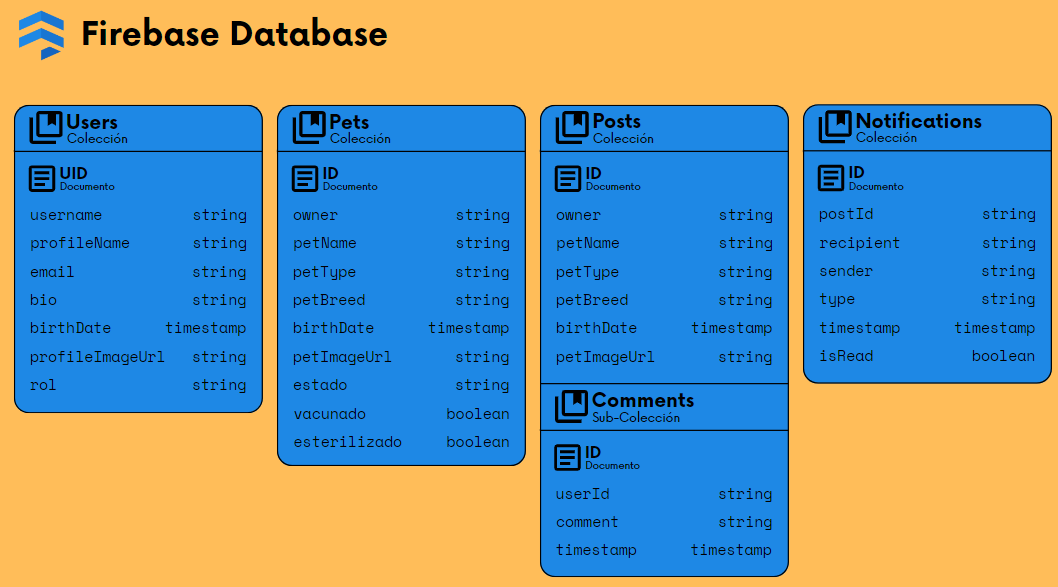 Firebase Database
Users
Colección
UID
Documento
username string
profileName string
email string
bio string
birthDate timestamp
profileImageUrl string
rol string
Pets
Colección
ID
Documento
owner string
petName string
petType string
petBreed string
birthDate timestamp
petImageUrl string
estado string
vacunado boolean
esterilizado boolean
Posts
Colección
ID
Documento
owner string
petName string
petType string
petBreed string
birthDate timestamp
petImageUrl string
Comments
Sub-Colección
ID
Documento
userId string
comment string
timestamp timestamp
Notifications
Colección
ID
Documento
postId string
recipient string
sender string
type string
timestamp timestamp
isRead boolean